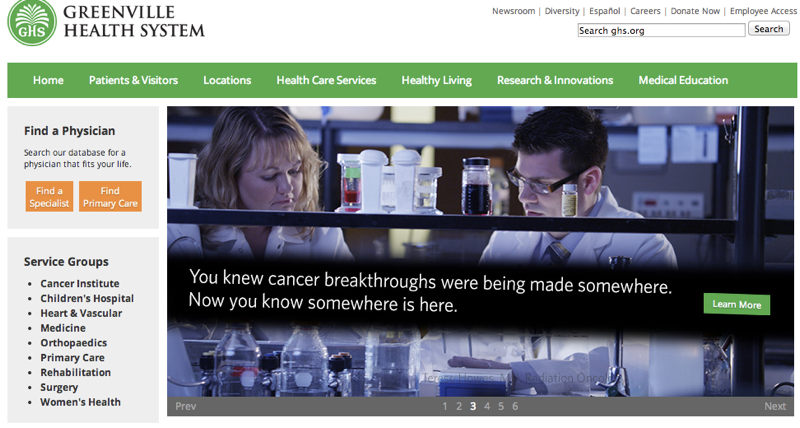 GHS
GREENVILLE
HEALTH SYSTEM
Newsroom | Diversity | Español | Careers | Donate Now | Employee Access
Search ghs.org
Search
Home
Patients & Visitors
Locations
Health Care Services
Healthy Living
Research & Innovations
Medical Education
Find a Physician
Search our database for a
physician that fits your life.
Find a
Specialist
Find
Primary Care
Service Groups
Cancer Institute
Children's Hospital
Heart & Vascular
Medicine
Orthopaedics
Primary Care
Rehabilitation
Surgery
Women's Health
You knew cancer breakthroughs were being made somewhere.
Now you know somewhere is here.
Learn More
Prev
1 2 3 4 5 6
Next